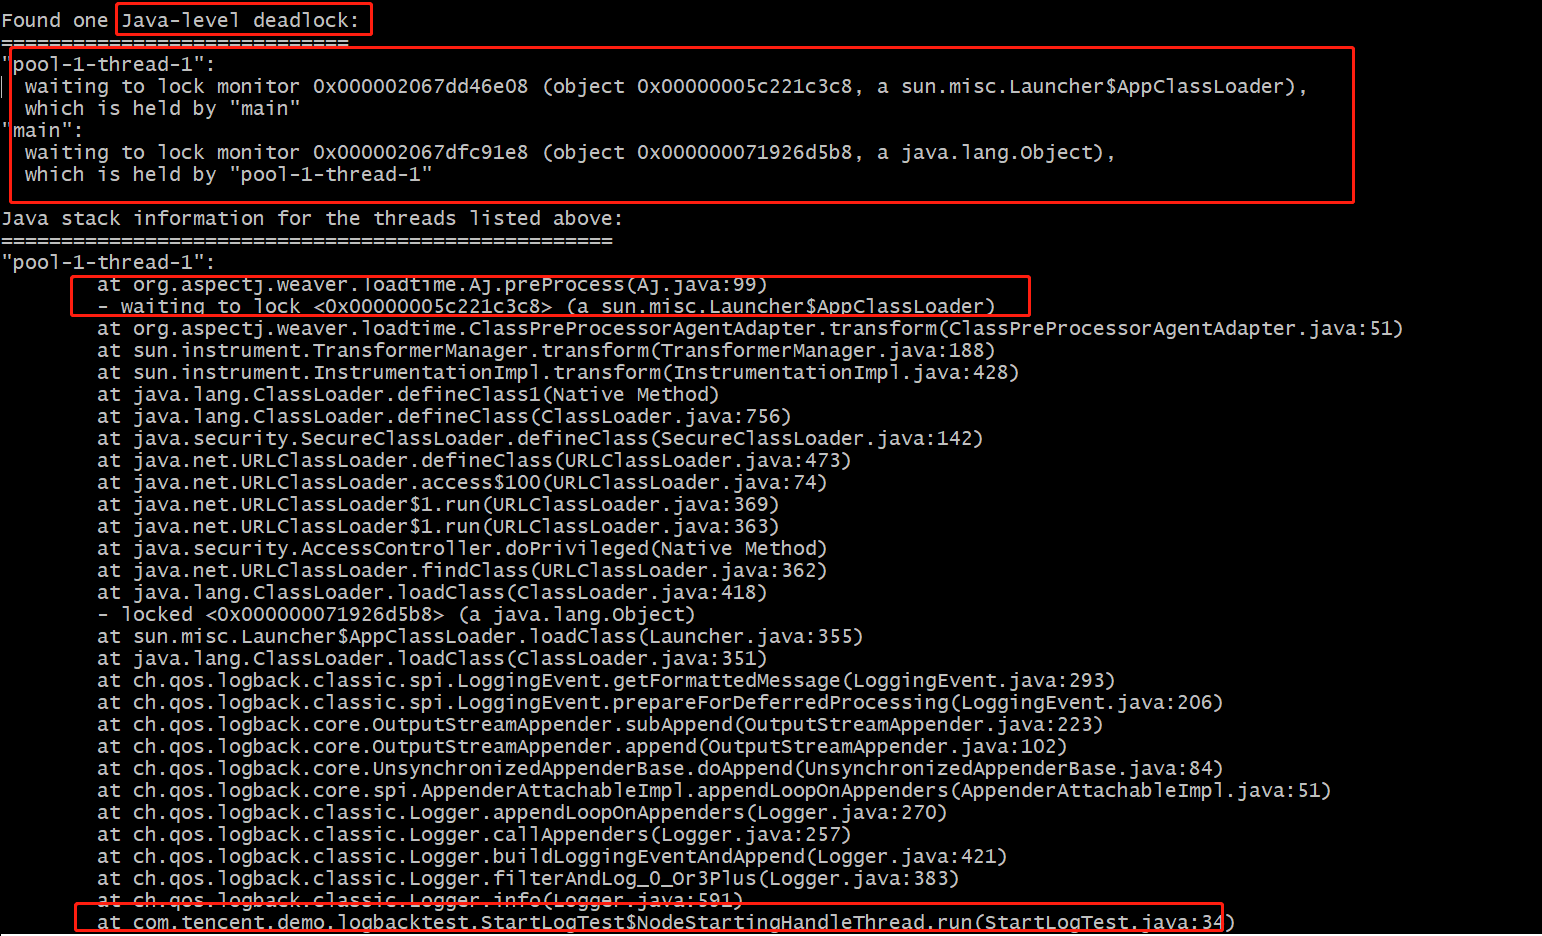 Found one Java-level deadlock:
=============================
"pool-1-thread-1":
  waiting to lock monitor 0x000002067dd46e08 (object 0x00000005c221c3c8, a sun.misc.Launcher$AppClassLoader),
  which is held by "main"
"main":
  waiting to lock monitor 0x000002067dfc91e8 (object 0x000000071926d5b8, a java.lang.Object),
  which is held by "pool-1-thread-1"
Java stack information for the threads listed above:
===================================================
"pool-1-thread-1":
        at org.aspectj.weaver.loadtime.Aj.preProcess(Aj.java:99)
        - waiting to lock <0x00000005c221c3c8> (a sun.misc.Launcher$AppClassLoader)
        at org.aspectj.weaver.loadtime.ClassPreProcessorAgentAdapter.transform(ClassPreProcessorAgentAdapter.java:51)
        at sun.instrument.TransformerManager.transform(TransformerManager.java:188)
        at sun.instrument.InstrumentationImpl.transform(InstrumentationImpl.java:428)
        at java.lang.ClassLoader.defineClass1(Native Method)
        at java.lang.ClassLoader.defineClass(ClassLoader.java:756)
        at java.security.SecureClassLoader.defineClass(SecureClassLoader.java:142)
        at java.net.URLClassLoader.defineClass(URLClassLoader.java:473)
        at java.net.URLClassLoader.access$100(URLClassLoader.java:74)
        at java.net.URLClassLoader$1.run(URLClassLoader.java:369)
        at java.net.URLClassLoader$1.run(URLClassLoader.java:363)
        at java.security.AccessController.doPrivileged(Native Method)
        at java.net.URLClassLoader.findClass(URLClassLoader.java:362)
        at java.lang.ClassLoader.loadClass(ClassLoader.java:418)
        - locked <0x000000071926d5b8> (a java.lang.Object)
        at sun.misc.Launcher$AppClassLoader.loadClass(Launcher.java:355)
        at java.lang.ClassLoader.loadClass(ClassLoader.java:351)
        at ch.qos.logback.classic.spi.LoggingEvent.getFormattedMessage(LoggingEvent.java:293)
        at ch.qos.logback.classic.spi.LoggingEvent.prepareForDeferredProcessing(LoggingEvent.java:206)
        at ch.qos.logback.core.OutputStreamAppender.subAppend(OutputStreamAppender.java:223)
        at ch.qos.logback.core.OutputStreamAppender.append(OutputStreamAppender.java:102)
        at ch.qos.logback.core.UnsynchronizedAppenderBase.doAppend(UnsynchronizedAppenderBase.java:84)
        at ch.qos.logback.core.spi.AppenderAttachableImpl.appendLoopOnAppenders(AppenderAttachableImpl.java:51)
        at ch.qos.logback.classic.Logger.appendLoopOnAppenders(Logger.java:270)
        at ch.qos.logback.classic.Logger.callAppenders(Logger.java:257)
        at ch.qos.logback.classic.Logger.buildLoggingEventAndAppend(Logger.java:421)
        at ch.qos.logback.classic.Logger.filterAndLog_0_Or3Plus(Logger.java:383)
        at ch.qos.logback.classic.Logger.info(Logger.java:591)
        at com.tencent.demo.logbacktest.StartLogTest$NodeStartingHandleThread.run(StartLogTest.java:34)